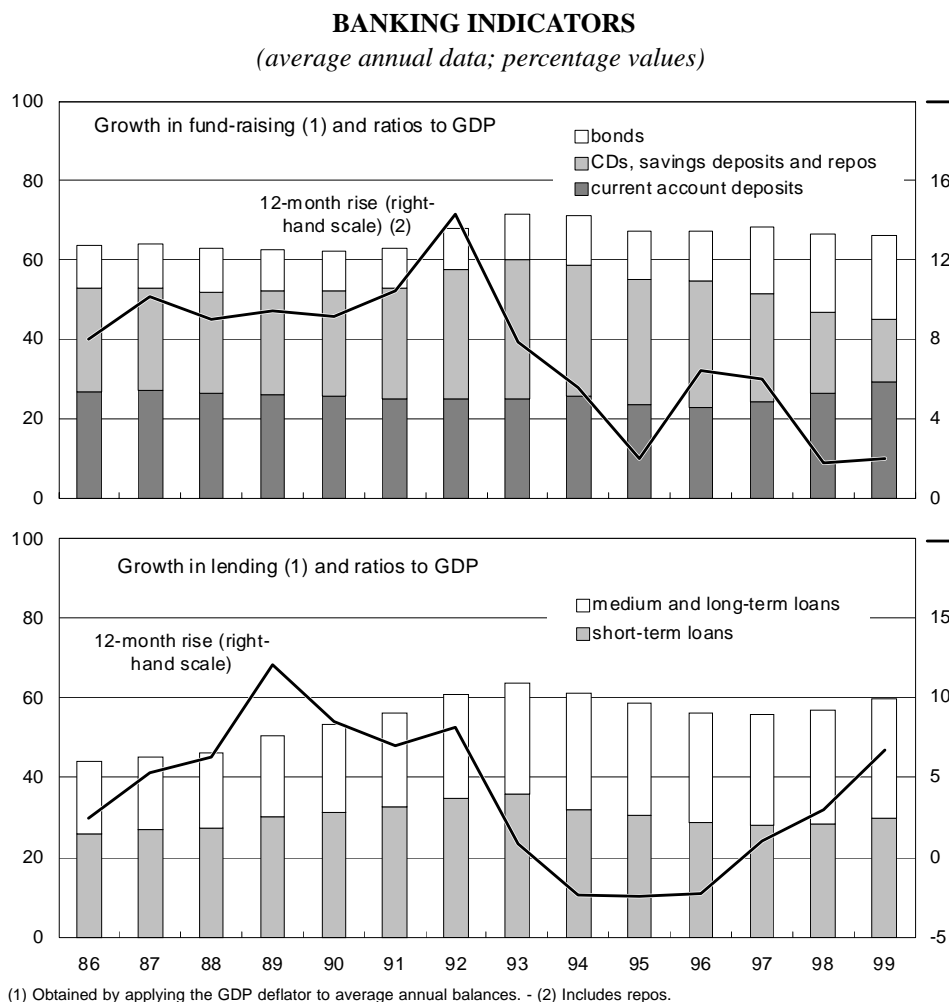 BANKING INDICATORS
(average annual data; percentage values)
100
Growth in fund-raising (1) and ratios to GDP
bonds
CDs, savings deposits and repos
current account deposits
80
16
12-month rise (right-
hand scale) (2)
60
12
40
8
20
4
0
0
100
Growth in lending (1) and ratios to GDP
medium and long-term loans
short-term loans
80
15
12-month rise (right-
hand scale)
60
10
40
5
20
0
0
-5
86 87 88 89 90 91 92 93 94 95 96 97 98 99
(1) Obtained by applying the GDP deflator to average annual balances. - (2) Includes repos.